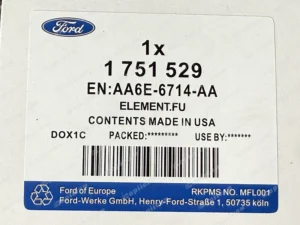 Ford
1x
1 751 529
EN:AA6E-6714-AA
ELEMENT.FU
CONTENTS MADE IN USA
DOX1C PACKED:********* USE BY:*******
Ford of Europe RKPMS NO. MFL001
Ford-Werke GmbH, Henry-Ford-Straße 1, 50735 köln